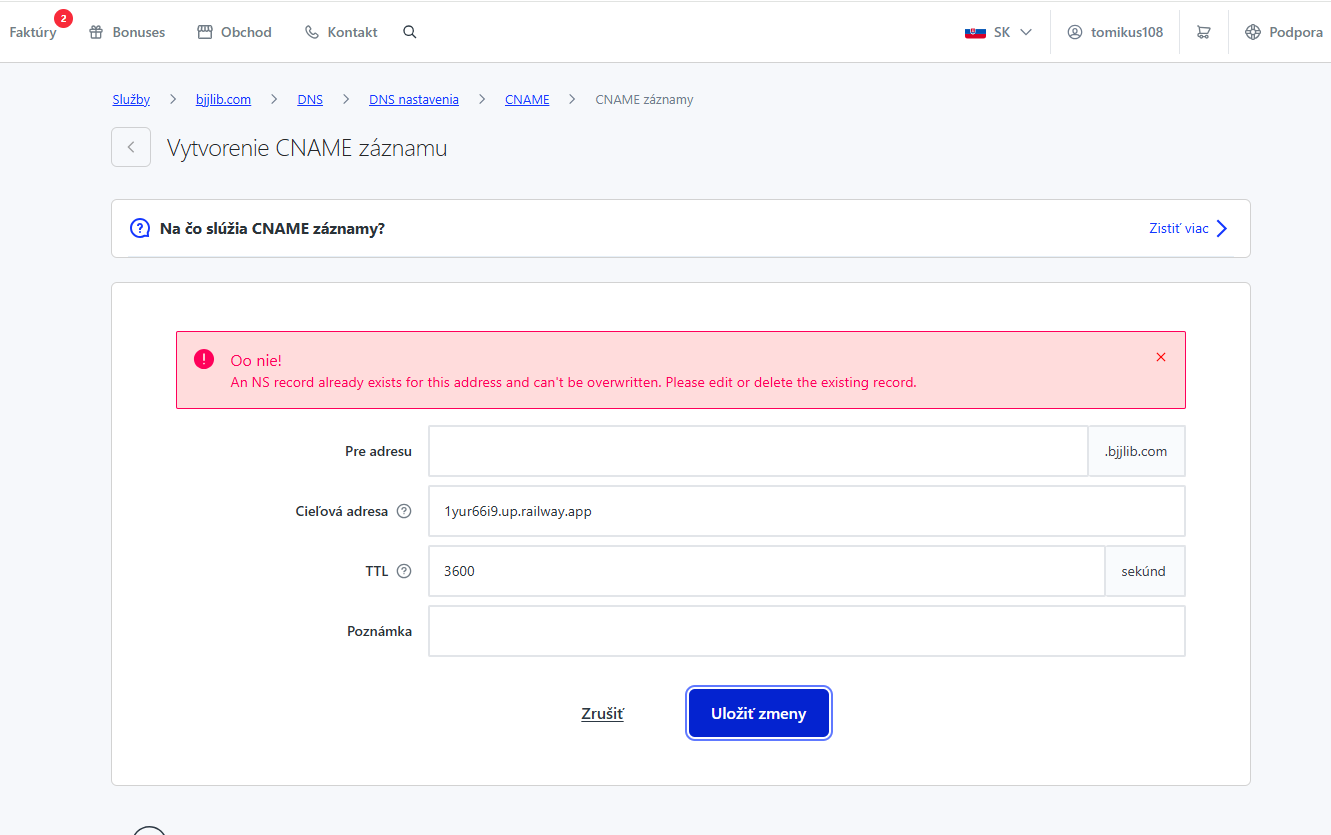 Faktúry 2 Bonuses Obchod Kontakt SK tomikus108 Podpora
Služby > bjjlib.com > DNS > DNS nastavenia > CNAME > CNAME záznamy
Vytvorenie CNAME záznamu
Na čo slúžia CNAME záznamy? Zistiť viac
Oo nie!
An NS record already exists for this address and can't be overwritten. Please edit or delete the existing record.
Pre adresu .bjjlib.com
Cieľová adresa 1yur66i9.up.railway.app
TTL 3600 sekúnd
Poznámka
Zrušiť Uložiť zmeny